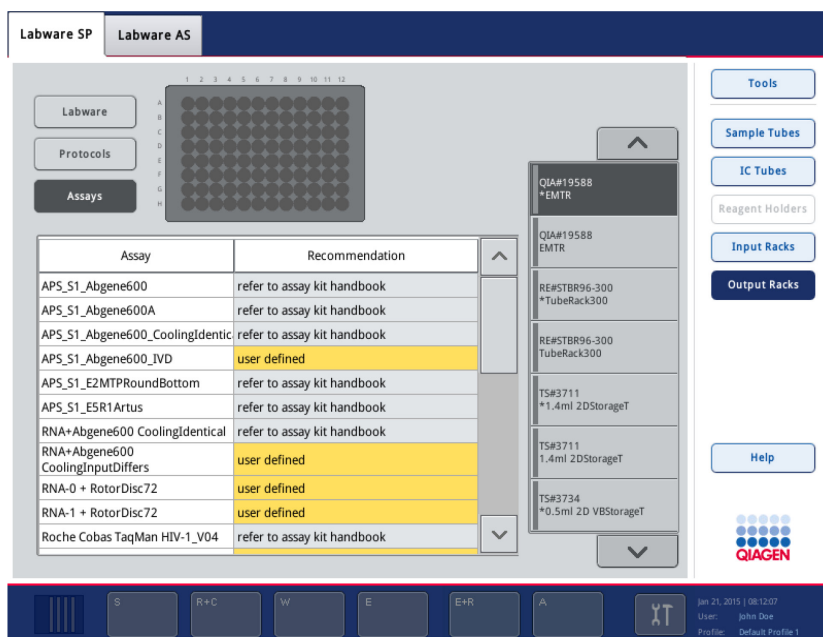 Labware SP
Labware AS
Labware
Protocols
Assays
1 2 3 4 5 6 7 8 9 10 11 12
A
B
C
D
E
F
G
H
Assay Recommendation
APS_S1_Abgene600 refer to assay kit handbook
APS_S1_Abgene600A refer to assay kit handbook
APS_S1_Abgene600_CoolingIdentic refer to assay kit handbook
APS_S1_Abgene600_IVD user defined
APS_S1_E2MTPRoundBottom refer to assay kit handbook
APS_S1_E5R1Artus refer to assay kit handbook
RNA+Abgene600 CoolingIdentical refer to assay kit handbook
RNA+Abgene600
CoolingInputDiffers user defined
RNA-0 + RotorDisc72 user defined
RNA-1 + RotorDisc72 user defined
Roche Cobas TaqMan HIV-1_V04 refer to assay kit handbook
QIA#19588
*EMTR
QIA#19588
EMTR
RE#STBR96-300
*TubeRack300
RE#STBR96-300
TubeRack300
TS#3711
*1.4ml 2DStorageT
TS#3711
1.4ml 2DStorageT
TS#3734
*0.5ml 2D VBStorageT
Tools
Sample Tubes
IC Tubes
Reagent Holders
Input Racks
Output Racks
Help
QIAGEN
S
R+C
W
E
E+R
A
Jan 21, 2015 | 08:12:07
User: John Doe
Profile: Default Profile 1